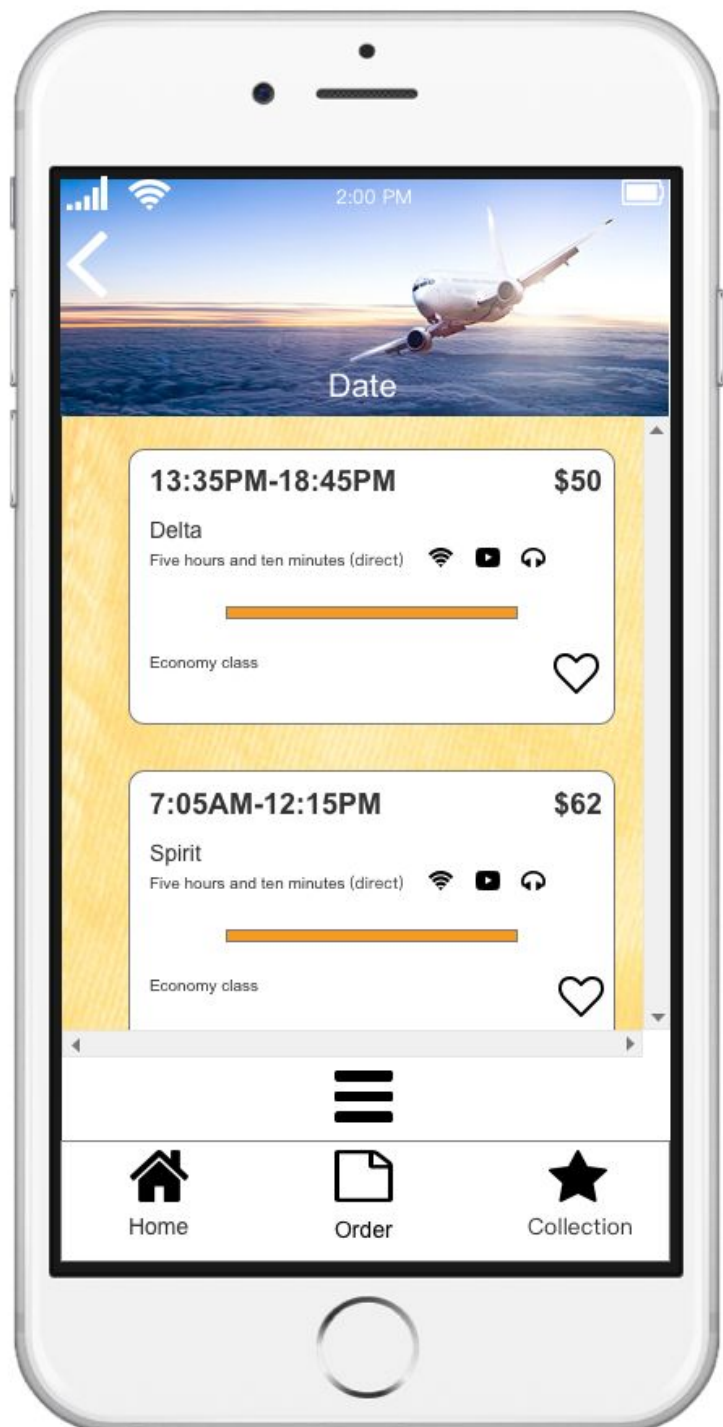 2:00 PM
Date
13:35PM-18:45PM $50
Delta
Five hours and ten minutes (direct)
Economy class
7:05AM-12:15PM $62
Spirit
Five hours and ten minutes (direct)
Economy class
Home Order Collection